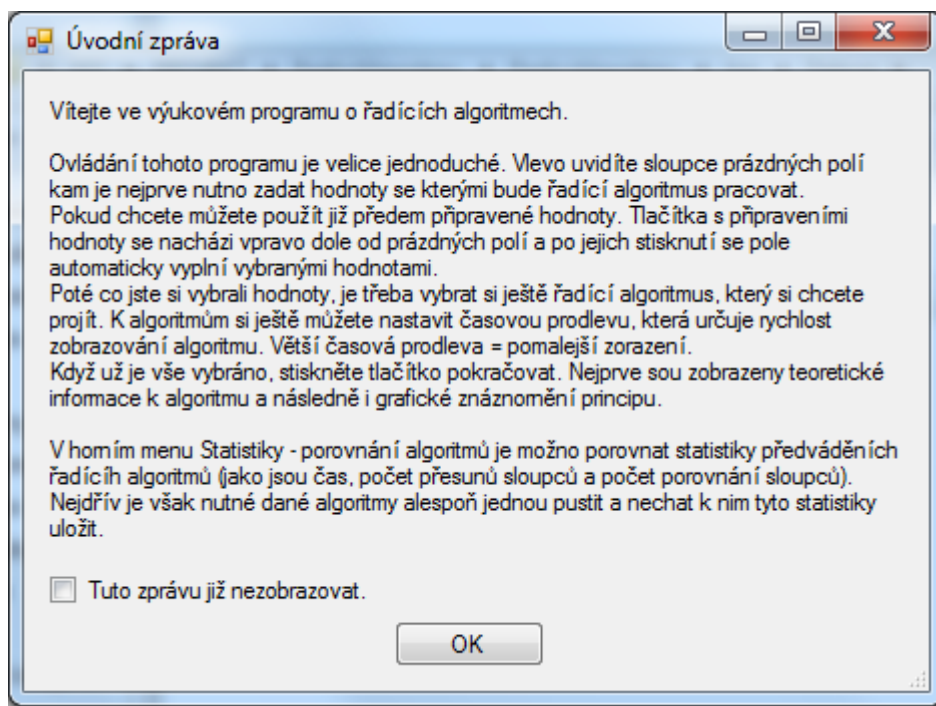 Úvodní zpráva
Vítejte ve výukovém programu o řadících algoritmech.
Ovládání tohoto programu je velice jednoduché. Vlevo uvidíte sloupce prázdných polí
kam je nejprve nutno zadat hodnoty se kterými bude řadící algoritmus pracovat.
Pokud chcete můžete použít již předem připravené hodnoty. Tlačítka s připraveními
hodnoty se nachází vpravo dole od prázdných polí a po jejich stisknutí se pole
automaticky vyplní vybranými hodnotami.
Poté co jste si vybrali hodnoty, je třeba vybrat si ještě řadící algoritmus, který si chcete
projít. K algoritmům si ještě můžete nastavit časovou prodlevu, která určuje rychlost
zobrazování algoritmu. Větší časová prodleva = pomalejší zorazení.
Když už je vše vybráno, stiskněte tlačítko pokračovat. Nejprve sou zobrazeny teoretické
informace k algoritmu a následně i grafické znáznornění principu.
V horním menu Statistiky - porovnání algoritmů je možno porovnat statistiky předváděních
řadícíh algoritmů (jako jsou čas, počet přesunů sloupců a počet porovnání sloupců).
Nejdřív je však nutné dané algoritmy alespoň jednou pustit a nechat k nim tyto statistiky
uložit.
Tuto zprávu již nezobrazovat.
OK